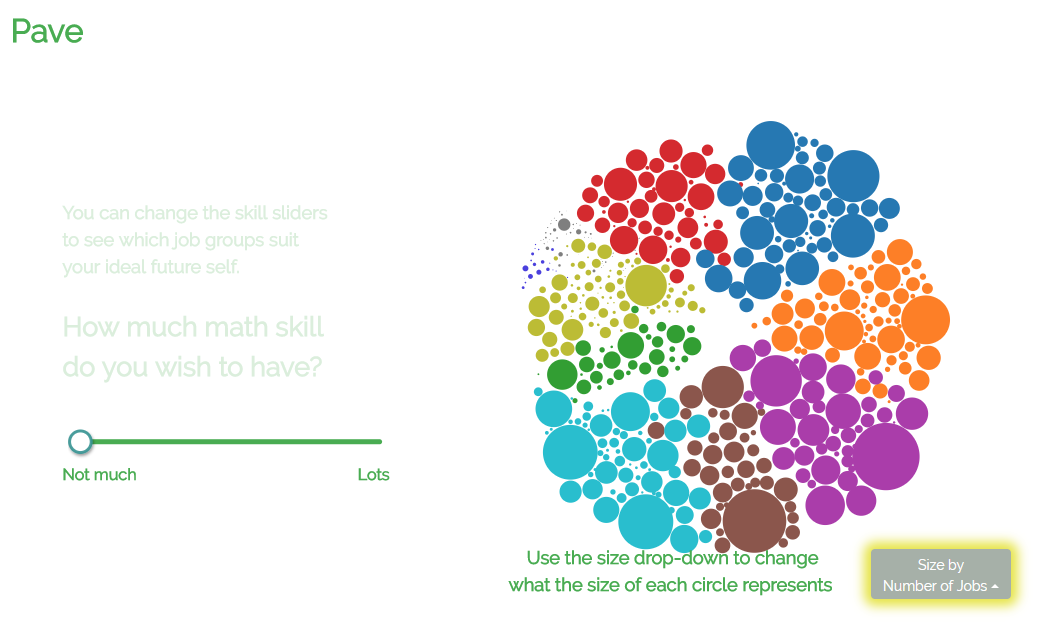 Pave
You can change the skill sliders
to see which job groups suit
your ideal future self.
How much math skill
do you wish to have?
Not much
Lots
Use the size drop-down to change
what the size of each circle represents
Size by
Number of Jobs